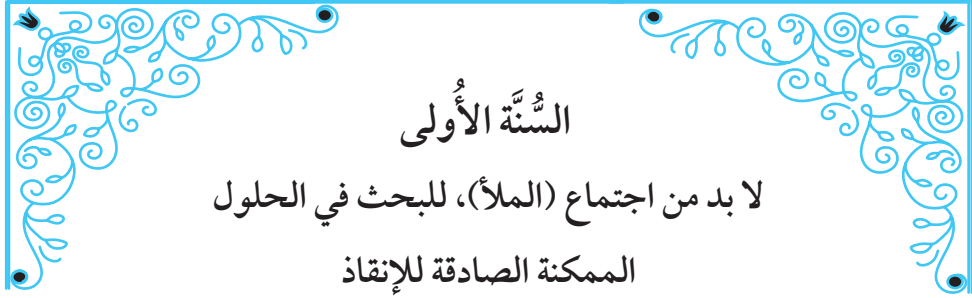 السُّنَّة الأُولى
لا بد من اجتماع (الملأ)، للبحث في الحلول
الممكنة الصادقة للإنقاذ